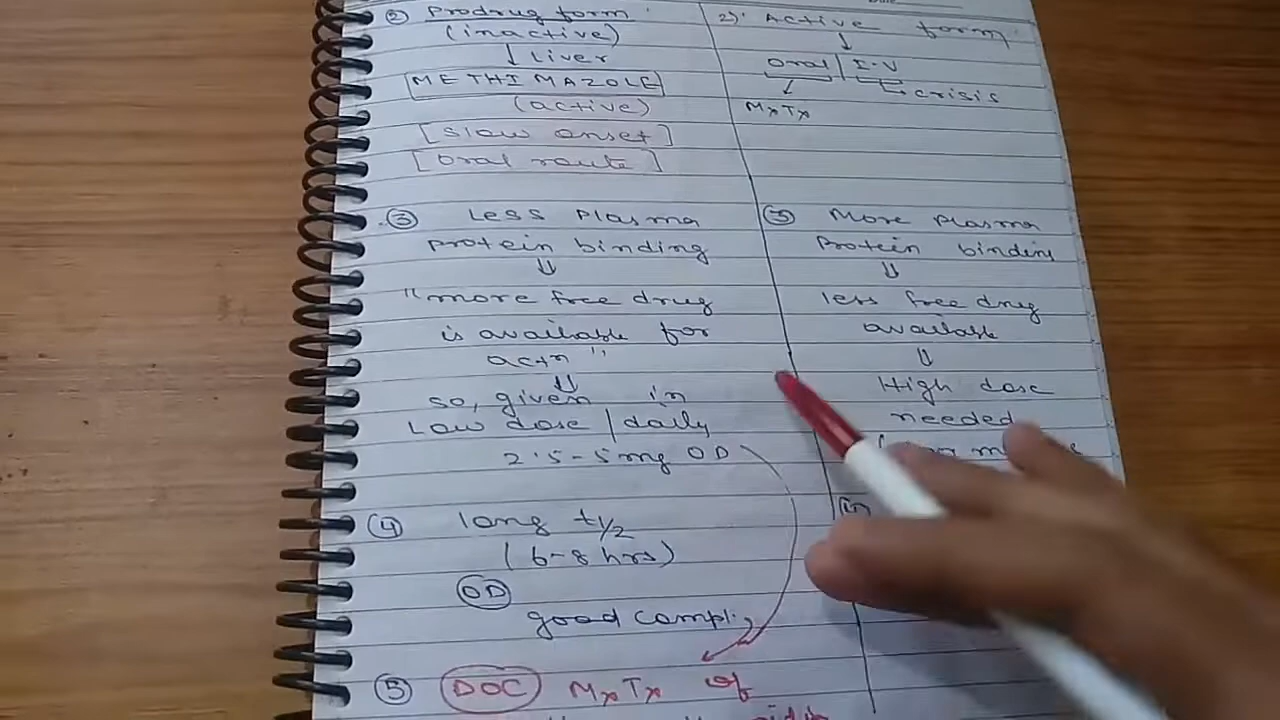 ② Prodrug form
(inactive)
↓ Liver
METHIMAZOLE
(active)
[Slow onset]
[Oral route]
③ Less Plasma
Protein binding
⇓
"more free drug
is available for
actn"
⇓
so, given in
Low dose / daily
2.5-5mg OD
④ long t1/2
(6-8 hrs)
OD
good compli,
⑤ DOC MxTx of
2) Active form
↓
Oral / I.V
MxTx
crisis
③ More Plasma
Protein binding
⇓
less free drug
available
⇓
High dose
needed